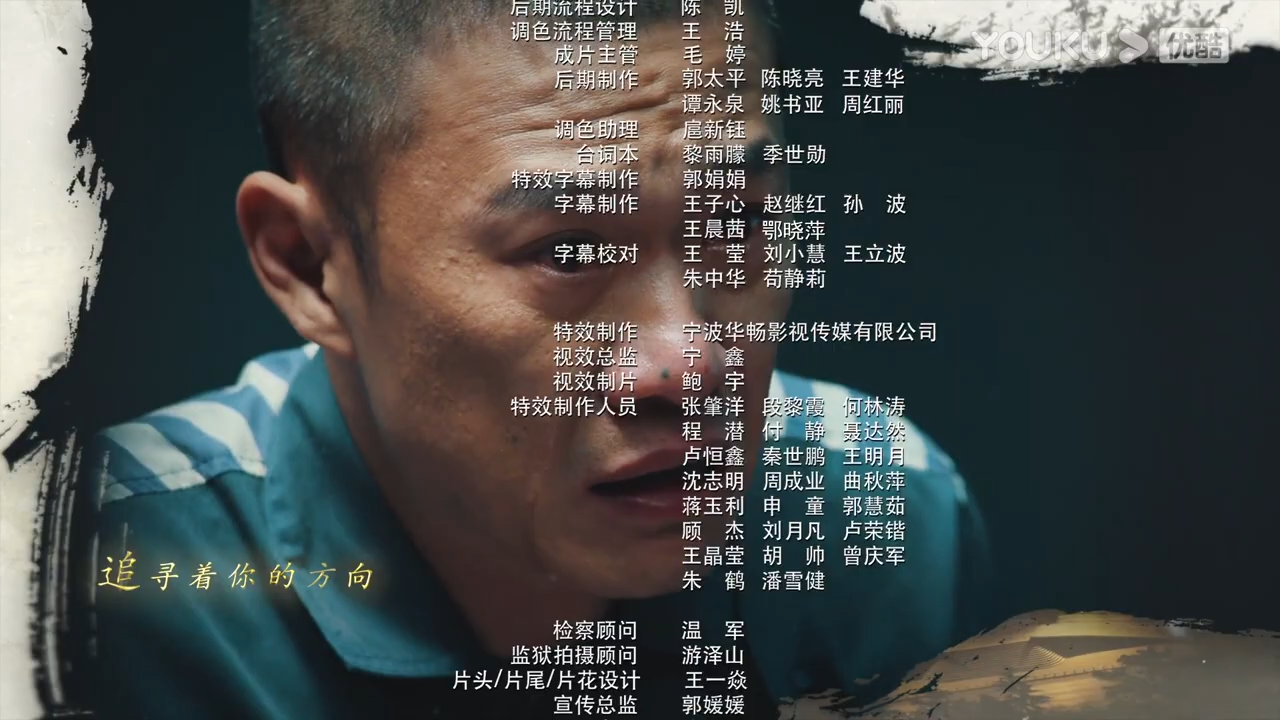 后期流程设计 陈 凯
调色流程管理 王 浩
成片主管 毛 婷
后期制作 郭太平 陈晓亮 王建华
谭永泉 姚书亚 周红丽
调色助理 扈新钰
台词本 黎雨朦 季世勋
特效字幕制作 郭娟娟
字幕制作 王子心 赵继红 孙 波
王晨茜 鄂晓萍
字幕校对 王 莹 刘小慧 王立波
朱中华 苟静莉
特效制作 宁波华畅影视传媒有限公司
视效总监 宁 鑫
视效制片 鲍 宇
特效制作人员 张肇洋 段黎霞 何林涛
程 潜 付 静 聂达然
卢恒鑫 秦世鹏 王明月
沈志明 周成业 曲秋萍
蒋玉利 申 童 郭慧茹
顾 杰 刘月凡 卢荣锴
王晶莹 胡 帅 曾庆军
朱 鹤 潘雪健
检察顾问 温 军
监狱拍摄顾问 游泽山
片头/片尾/片花设计 王一焱
宣传总监 郭媛媛
追寻着你的方向
YOUKU 优酷